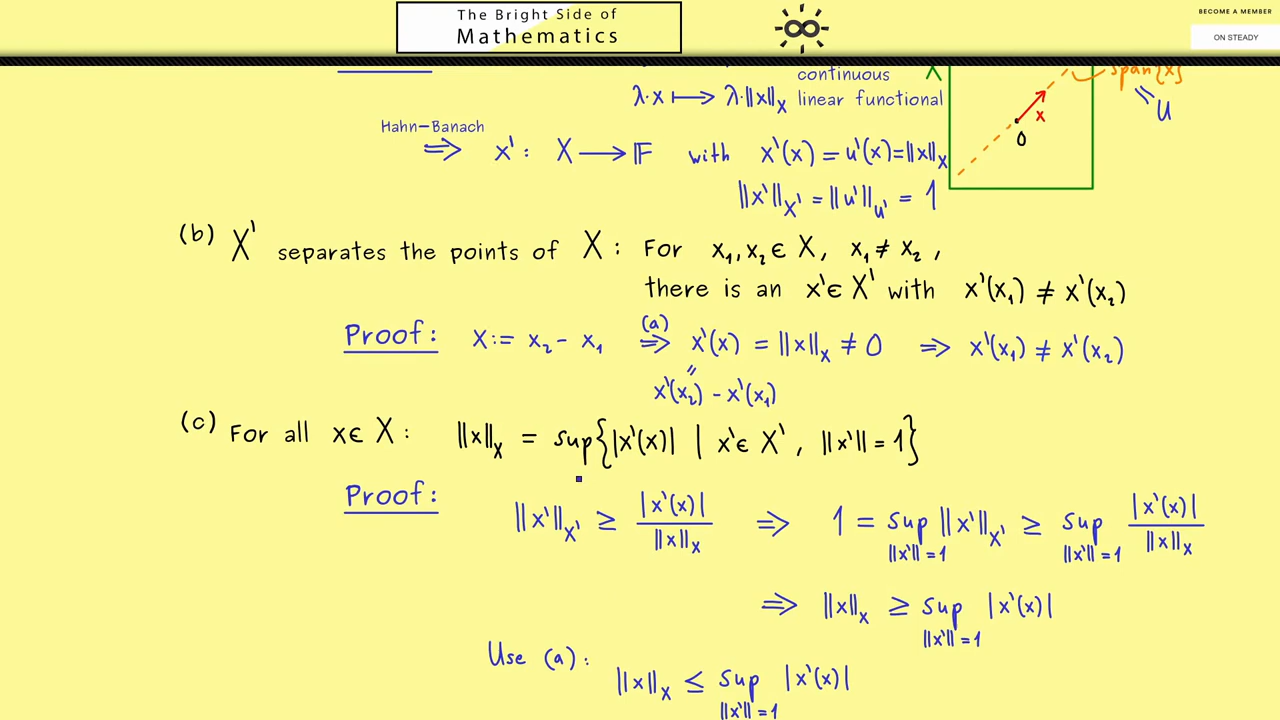 The Bright Side of
Mathematics
BECOME A MEMBER
ON STEADY
continuous
λ·x ⟼ λ·‖x‖_X linear functional
X
span{x}
= U
x
0
Hahn-Banach
⟹ x': X ⟶ 𝔽 with x'(x) = u'(x) = ‖x‖_X
‖x'‖_X' = ‖u'‖_U' = 1
(b) X' separates the points of X: For x₁, x₂ ∈ X, x₁ ≠ x₂,
there is an x' ∈ X' with x'(x₁) ≠ x'(x₂)
Proof: X := x₂ - x₁ (a) ⟹ x'(x) = ‖x‖_X ≠ 0 ⟹ x'(x₁) ≠ x'(x₂)
=
x'(x₂) - x'(x₁)
(c) For all x ∈ X: ‖x‖_X = sup{|x'(x)| | x' ∈ X', ‖x'‖ = 1}
Proof: ‖x'‖_X' ≥ |x'(x)| / ‖x‖_X ⟹ 1 = sup_{‖x'‖=1} ‖x'‖_X' ≥ sup_{‖x'‖=1} |x'(x)| / ‖x‖_X
⟹ ‖x‖_X ≥ sup_{‖x'‖=1} |x'(x)|
Use (a):
‖x‖_X ≤ sup_{‖x'‖=1} |x'(x)|